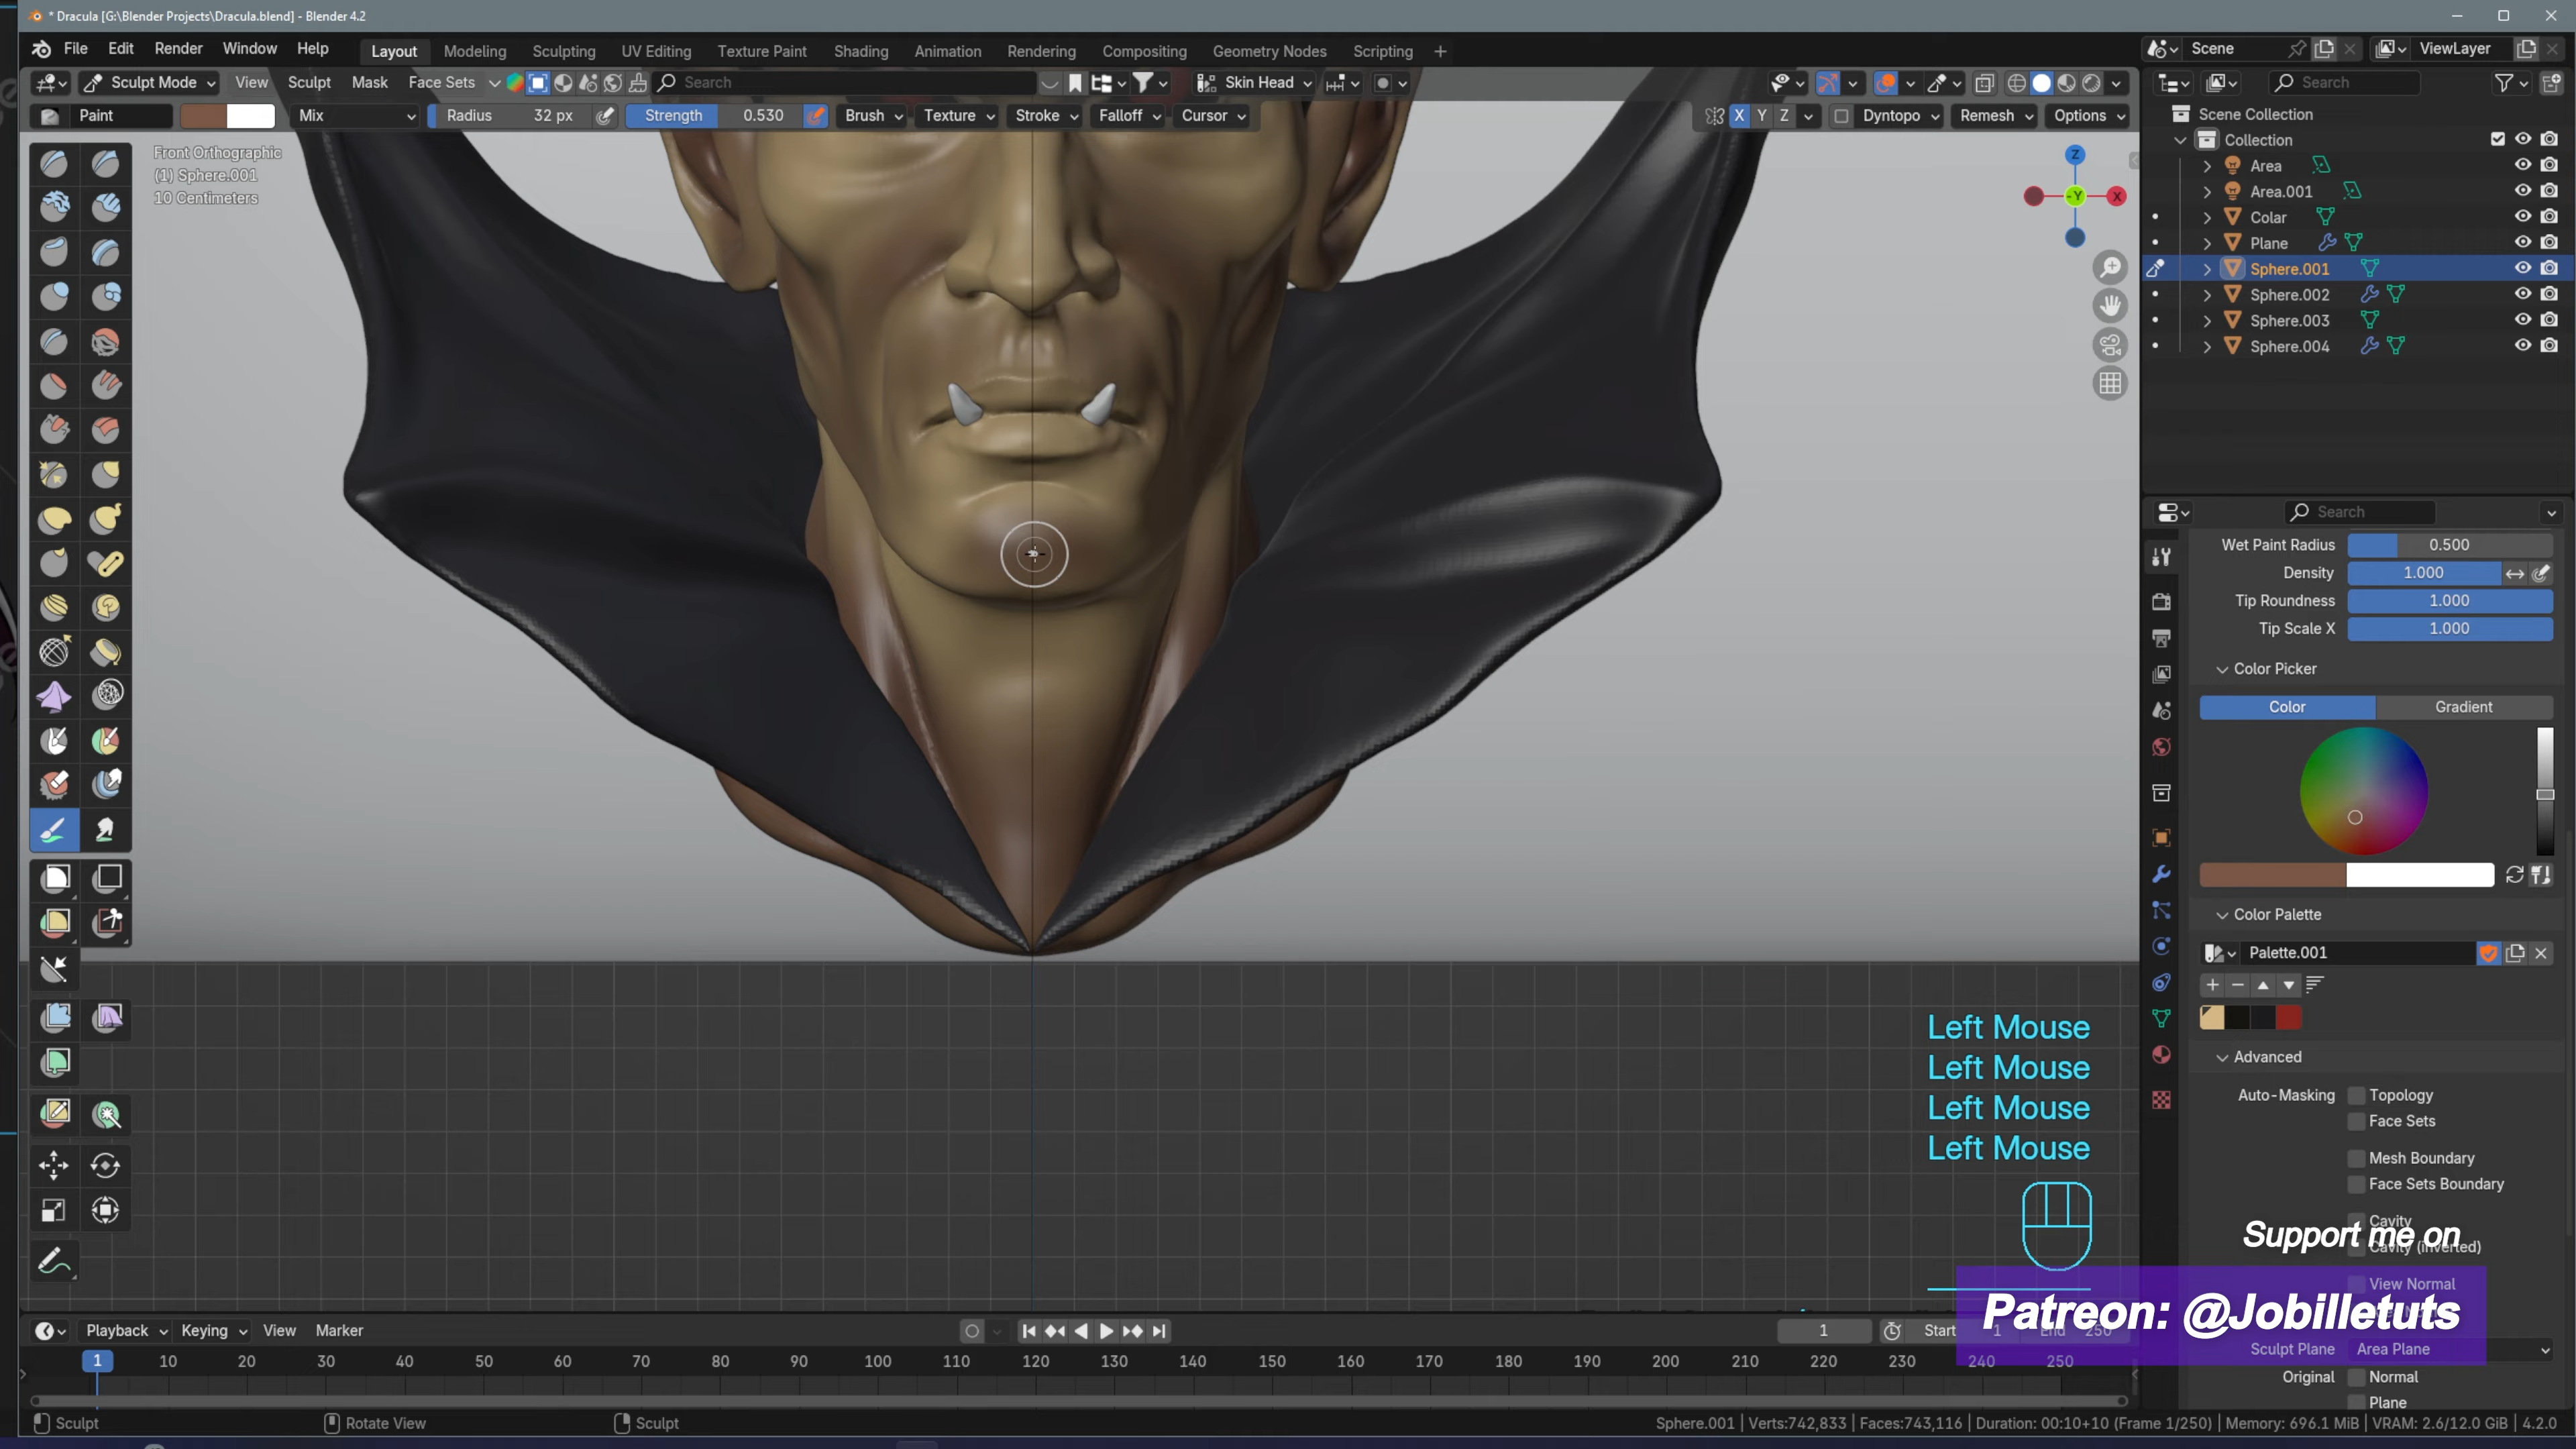 * Dracula [G:\Blender Projects\Dracula.blend] - Blender 4.2
File Edit Render Window Help Layout Modeling Sculpting UV Editing Texture Paint Shading Animation Rendering Compositing Geometry Nodes Scripting + Scene ViewLayer
Sculpt Mode View Sculpt Mask Face Sets Search Skin Head Search
Paint Mix Radius 32 px Strength 0.530 Brush Texture Stroke Falloff Cursor X Y Z Dyntopo Remesh Options
Front Orthographic
(1) Sphere.001
10 Centimeters
Z
-Y
X
Scene Collection
Collection
Area
Area.001
Colar
Plane
Sphere.001
Sphere.002
Sphere.003
Sphere.004
Search
Wet Paint Radius 0.500
Density 1.000
Tip Roundness 1.000
Tip Scale X 1.000
Color Picker
Color Gradient
Color Palette
Palette.001
Advanced
Auto-Masking Topology
Face Sets
Mesh Boundary
Face Sets Boundary
Cavity
Cavity (inverted)
View Normal
Sculpt Plane Area Plane
Original Normal
Plane
Left Mouse
Left Mouse
Left Mouse
Left Mouse
Support me on
Patreon: @Jobilletuts
Playback Keying View Marker 1 Start 1 End 250
1 10 20 30 40 50 60 70 80 90 100 110 120 130 140 150 160 170 180 190 200 210 220 230 240 250
Sculpt Rotate View Sculpt Sphere.001 | Verts:742,833 | Faces:743,116 | Duration: 00:10+10 (Frame 1/250) | Memory: 696.1 MiB | VRAM: 2.6/12.0 GiB | 4.2.0